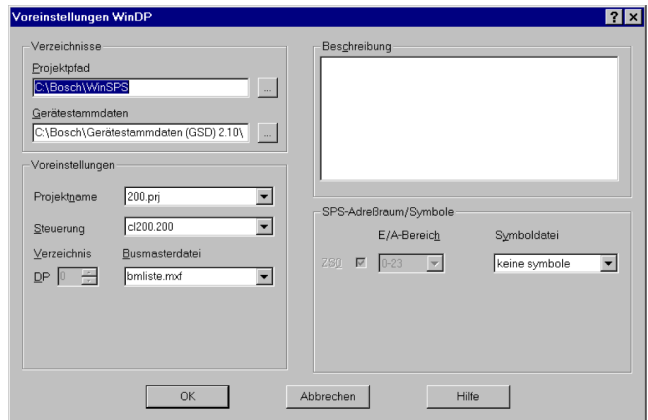 Voreinstellungen WinDP
Verzeichnisse
Projektpfad
C:\Bosch\WinSPS
...
Gerätestammdaten
C:\Bosch\Gerätestammdaten (GSD) 2.10\
...
Beschreibung
Voreinstellungen
Projektname
200.prj
Steuerung
cl200.200
Verzeichnis
Busmasterdatei
DP
0
bmliste.mxf
SPS-Adreßraum/Symbole
E/A-Bereich
Symboldatei
ZS0
0-23
keine symbole
OK
Abbrechen
Hilfe